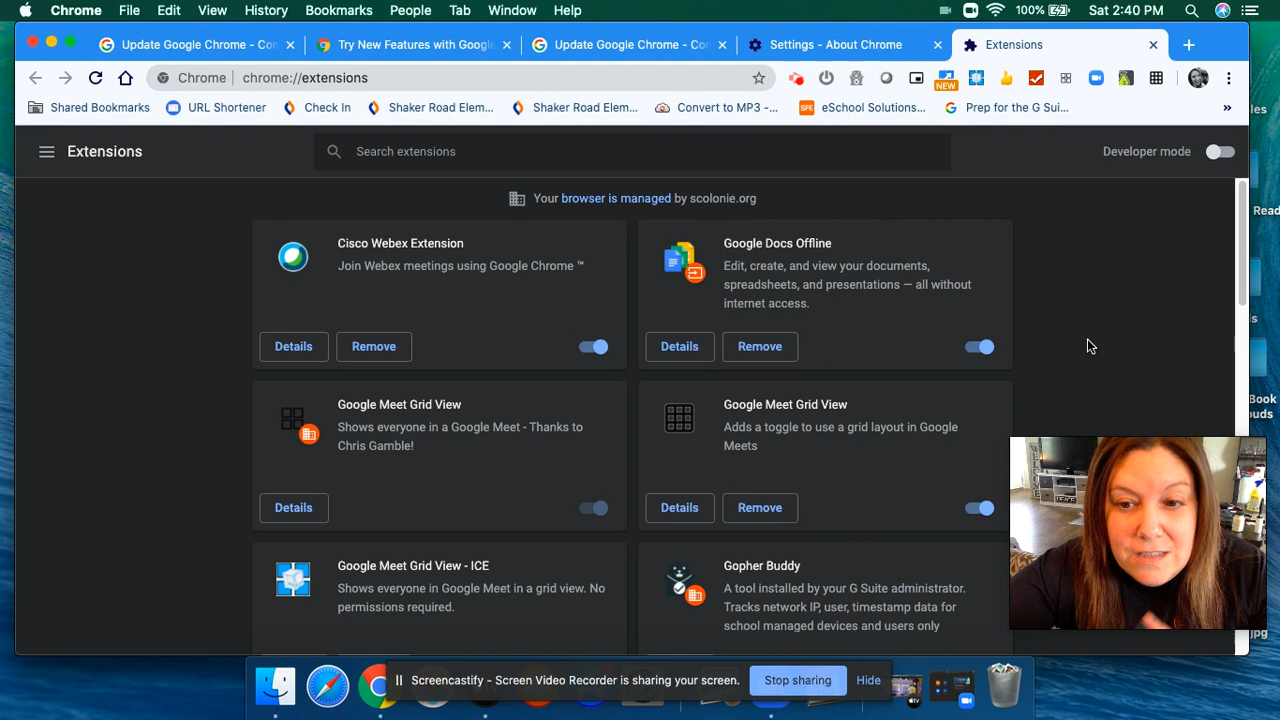 Chrome File Edit View History Bookmarks People Tab Window Help 100% Sat 2:40 PM
Update Google Chrome - Con Try New Features with Google Update Google Chrome - Con Settings - About Chrome Extensions
Chrome chrome://extensions NEW
Shared Bookmarks URL Shortener Check In Shaker Road Elem... Shaker Road Elem... Convert to MP3 -... SFE eSchool Solutions... Prep for the G Sui... »
Extensions Search extensions Developer mode
Your browser is managed by scolonie.org
Cisco Webex Extension
Join Webex meetings using Google Chrome ™
Details Remove
Google Docs Offline
Edit, create, and view your documents,
spreadsheets, and presentations — all without
internet access.
Details Remove
Google Meet Grid View
Shows everyone in a Google Meet - Thanks to
Chris Gamble!
Details
Google Meet Grid View
Adds a toggle to use a grid layout in Google
Meets
Details Remove
Google Meet Grid View - ICE
Shows everyone in Google Meet in a grid view. No
permissions required.
Gopher Buddy
A tool installed by your G Suite administrator.
Tracks network IP, user, timestamp data for
school managed devices and users only
Screencastify - Screen Video Recorder is sharing your screen. Stop sharing Hide